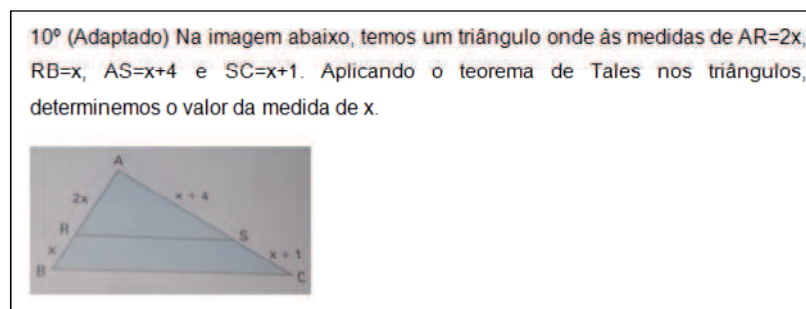 10º (Adaptado) Na imagem abaixo, temos um triângulo onde às medidas de AR=2x,
RB=x, AS=x+4 e SC=x+1. Aplicando o teorema de Tales nos triângulos,
determinemos o valor da medida de x.
A
2x
x + 4
R
S
x
x + 1
B
C